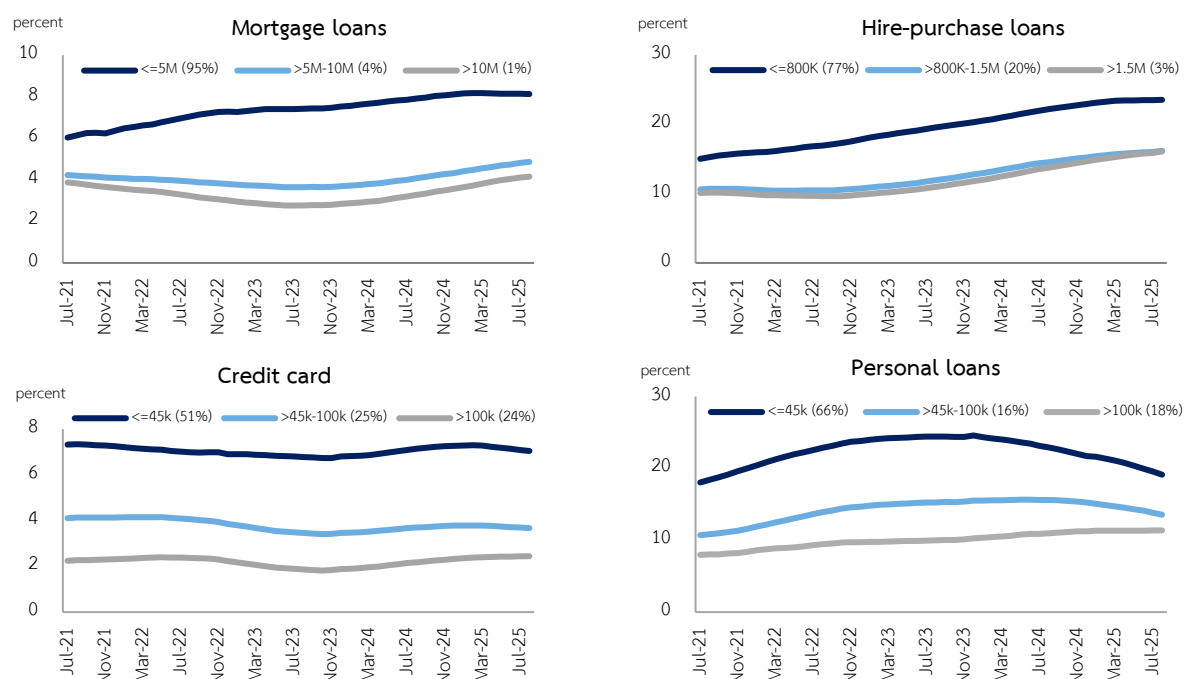 percent
Mortgage loans
<=5M (95%) >5M-10M (4%) >10M (1%)
10
8
6
4
2
0
Jul-21 Nov-21 Mar-22 Jul-22 Nov-22 Mar-23 Jul-23 Nov-23 Mar-24 Jul-24 Nov-24 Mar-25 Jul-25
percent
Hire-purchase loans
<=800K (77%) >800K-1.5M (20%) >1.5M (3%)
30
20
10
0
Jul-21 Nov-21 Mar-22 Jul-22 Nov-22 Mar-23 Jul-23 Nov-23 Mar-24 Jul-24 Nov-24 Mar-25 Jul-25
Credit card
percent
<=45k (51%) >45k-100k (25%) >100k (24%)
8
6
4
2
0
Jul-21 Nov-21 Mar-22 Jul-22 Nov-22 Mar-23 Jul-23 Nov-23 Mar-24 Jul-24 Nov-24 Mar-25 Jul-25
Personal loans
percent
<=45k (66%) >45k-100k (16%) >100k (18%)
30
20
10
0
Jul-21 Nov-21 Mar-22 Jul-22 Nov-22 Mar-23 Jul-23 Nov-23 Mar-24 Jul-24 Nov-24 Mar-25 Jul-25